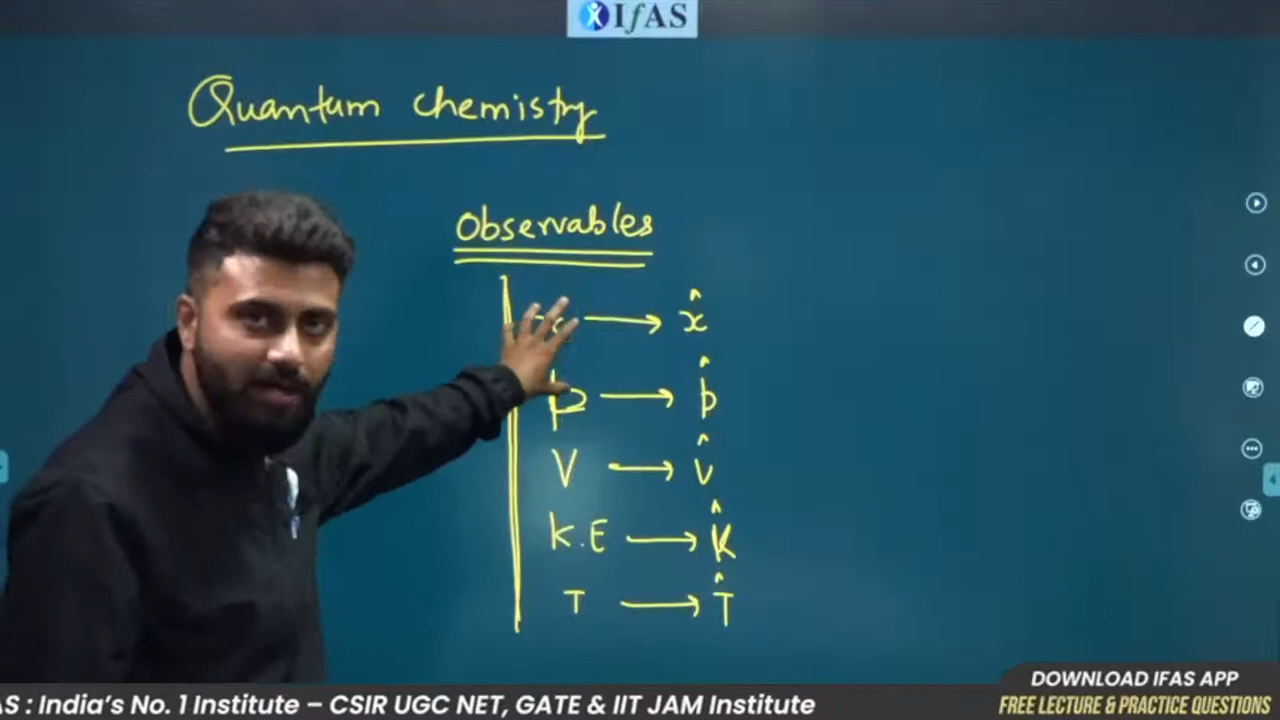 IfAS
Quantum chemistry
Observables
x → x̂
p → p̂
V → v̂
K.E → K̂
T → T̂
DOWNLOAD IFAS APP
AS : India's No. 1 Institute – CSIR UGC NET, GATE & IIT JAM Institute
FREE LECTURE & PRACTICE QUESTIONS